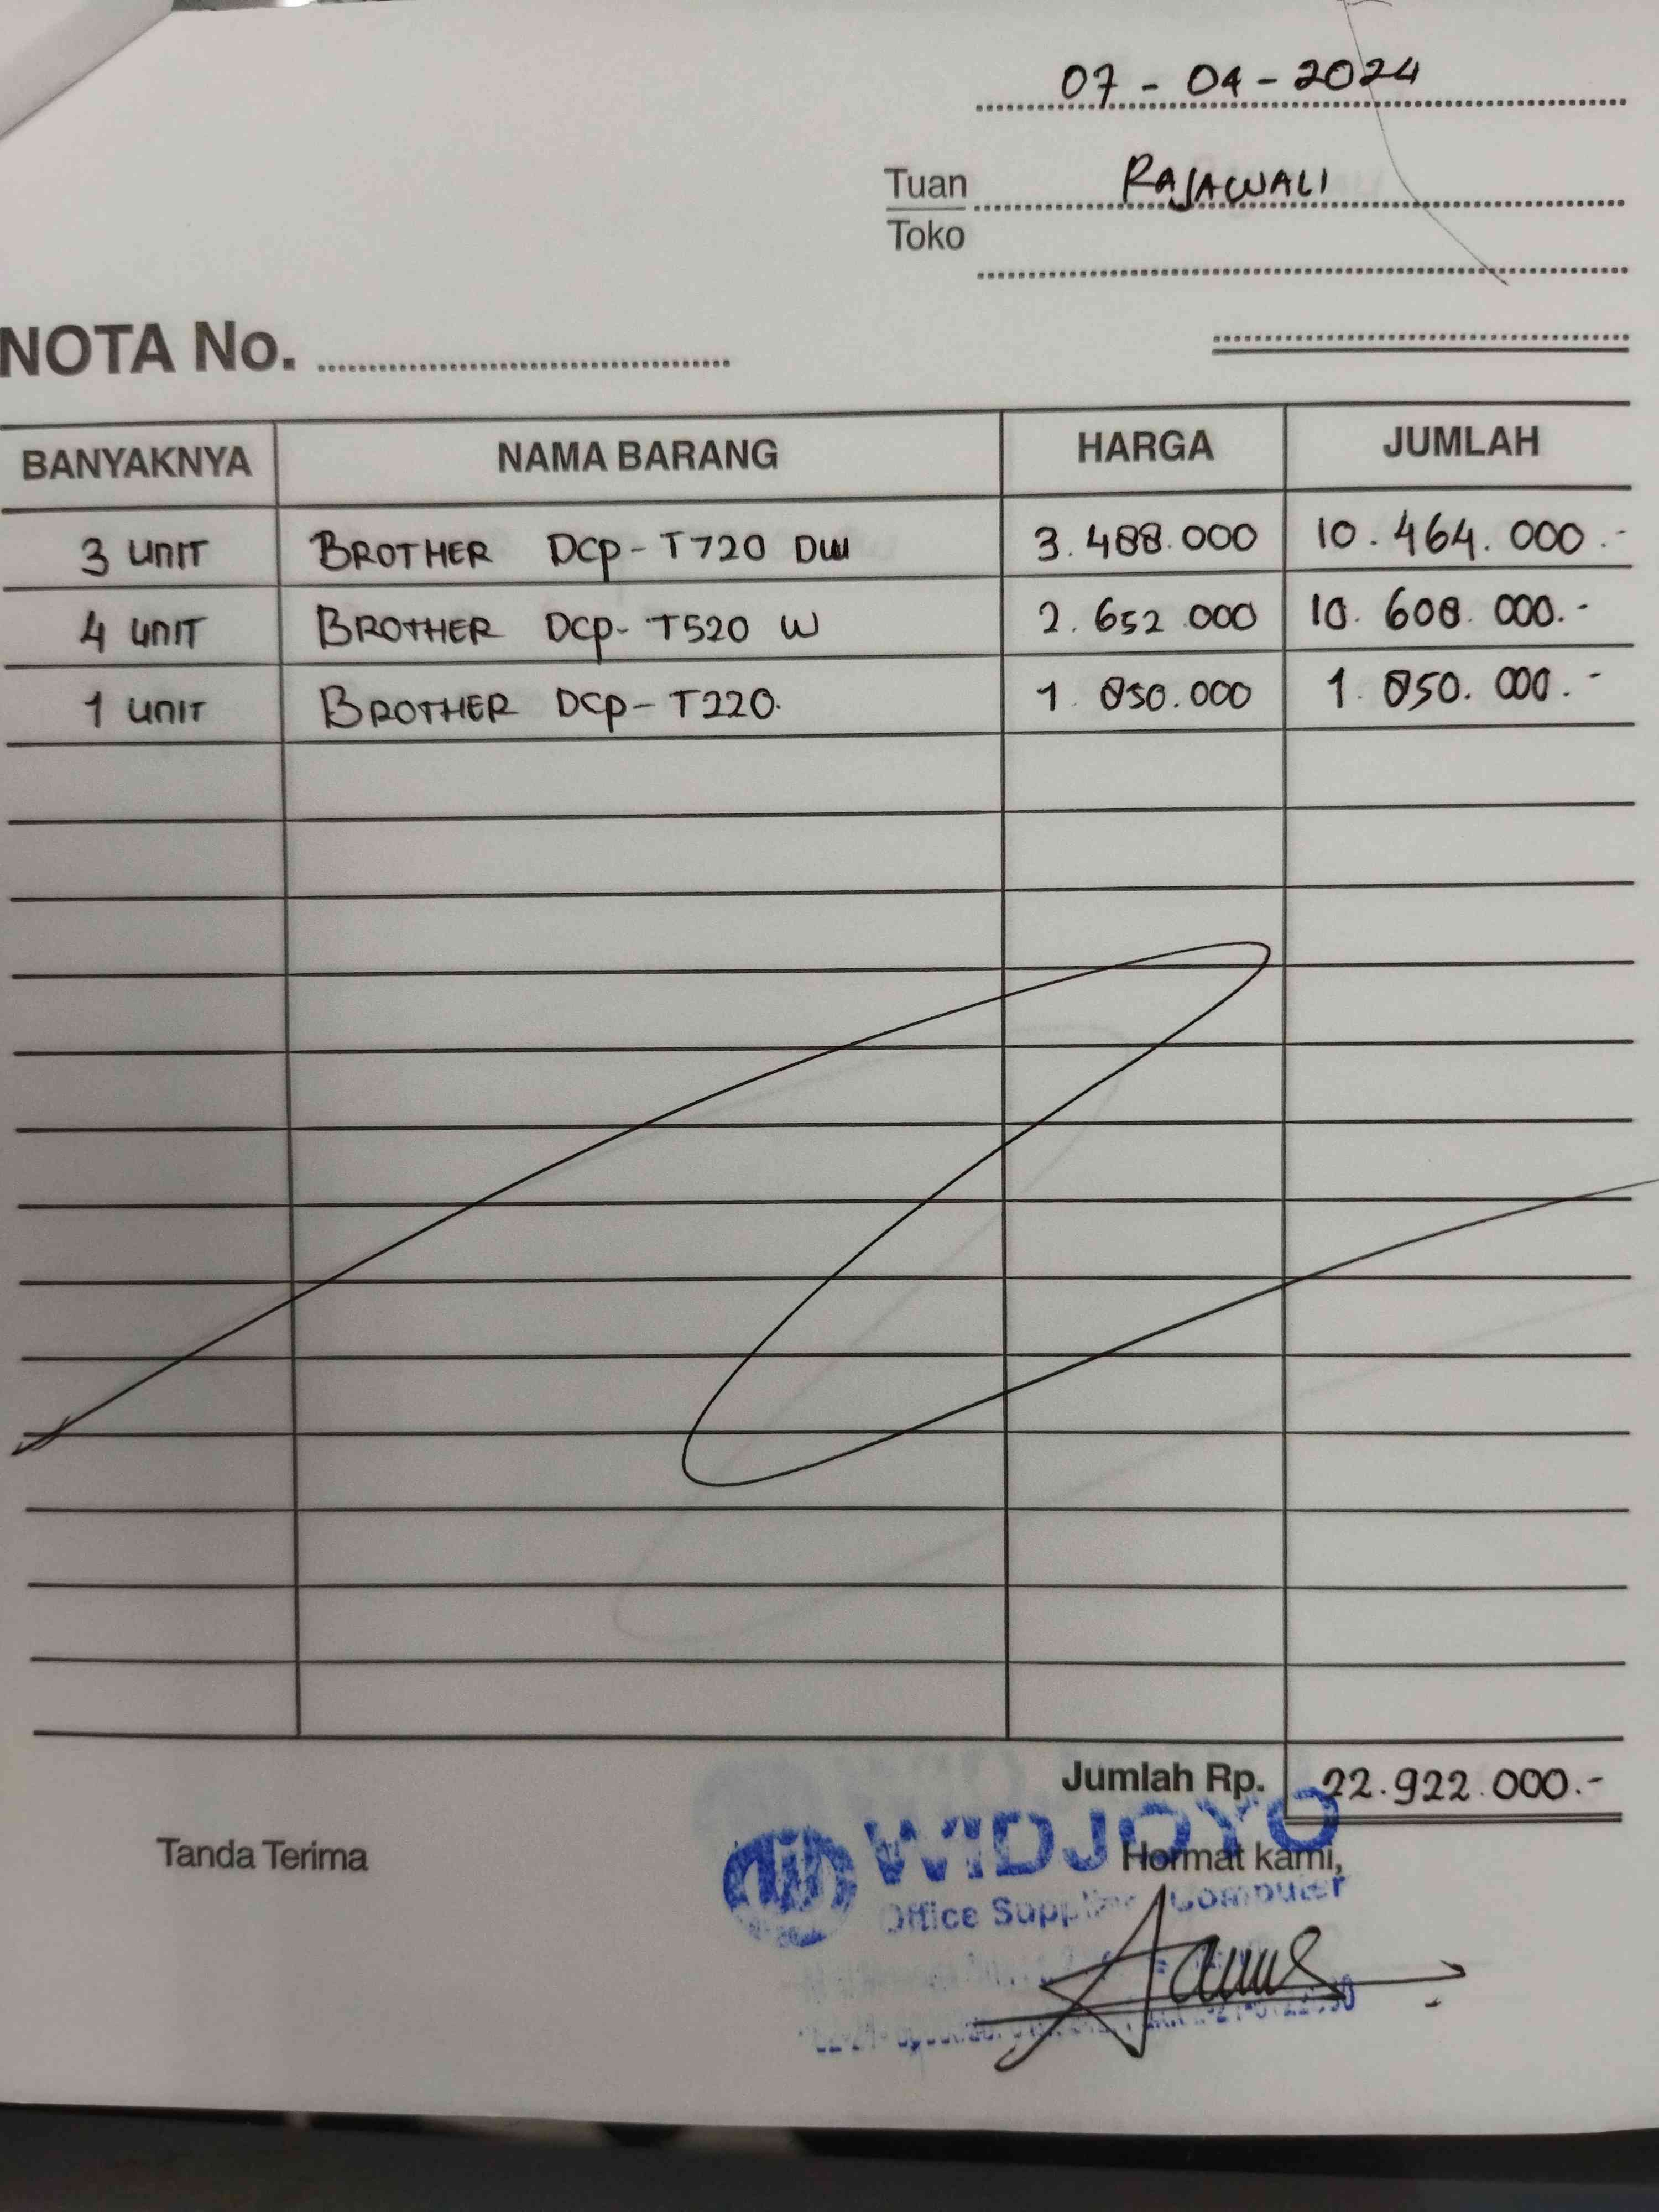 07 - 04 - 2024
Tuan RAJAWALI
Toko
NOTA No.
BANYAKNYA NAMA BARANG HARGA JUMLAH
3 UNIT BROTHER DCP - T720 DW 3.488.000 10.464.000.-
4 UNIT BROTHER DCP - T520 W 2.652.000 10.608.000.-
1 UNIT BROTHER DCP - T220. 1.850.000 1.850.000.-
Jumlah Rp. 22.922.000.-
Tanda Terima Hormat kami,
WIDJOYO
Office Computer